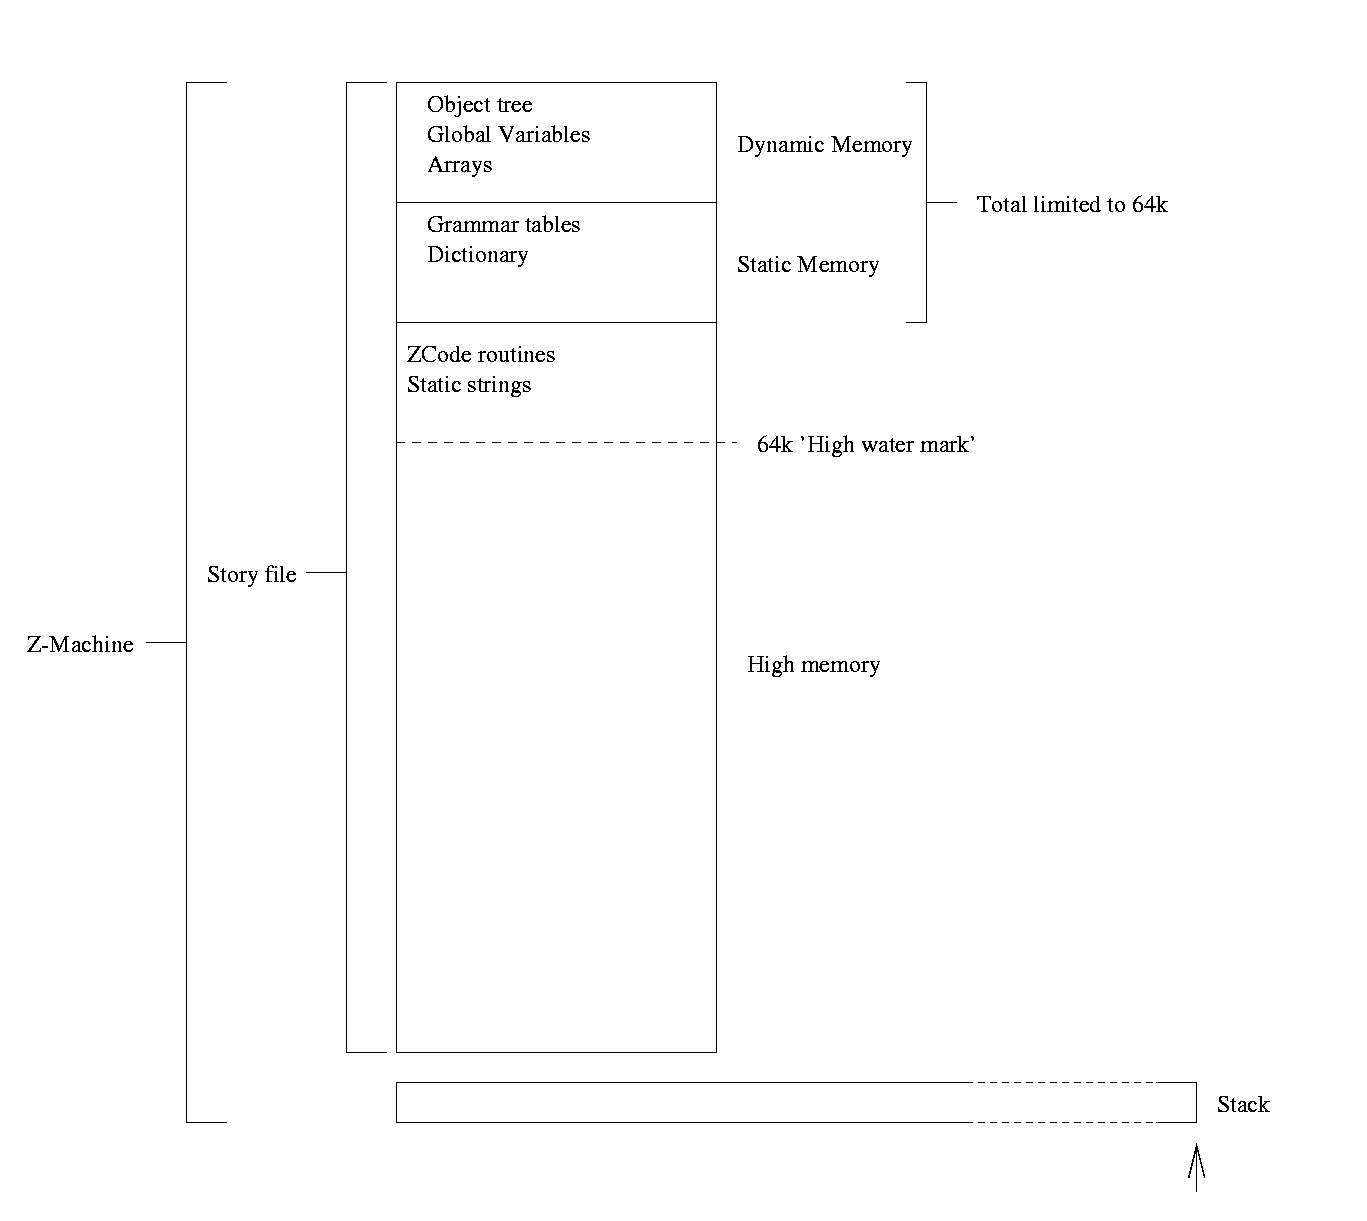 Object tree
Global Variables
Arrays
Dynamic Memory
Total limited to 64k
Grammar tables
Dictionary
Static Memory
ZCode routines
Static strings
64k 'High water mark'
Story file
Z-Machine
High memory
Stack